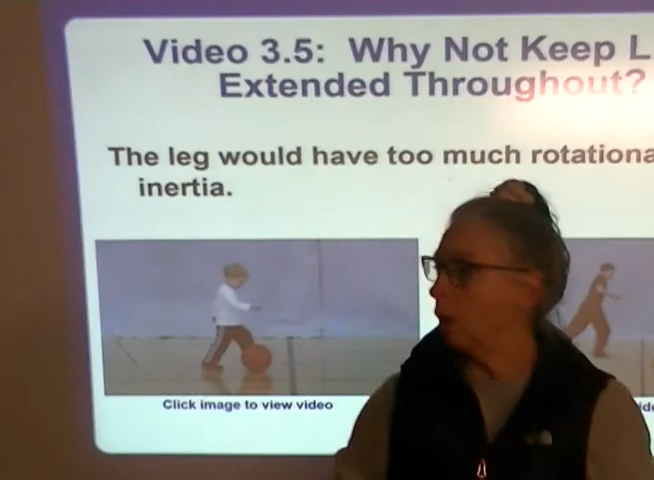 Video 3.5: Why Not Keep L
Extended Throughout?
The leg would have too much rotationa
inertia.
Click image to view video